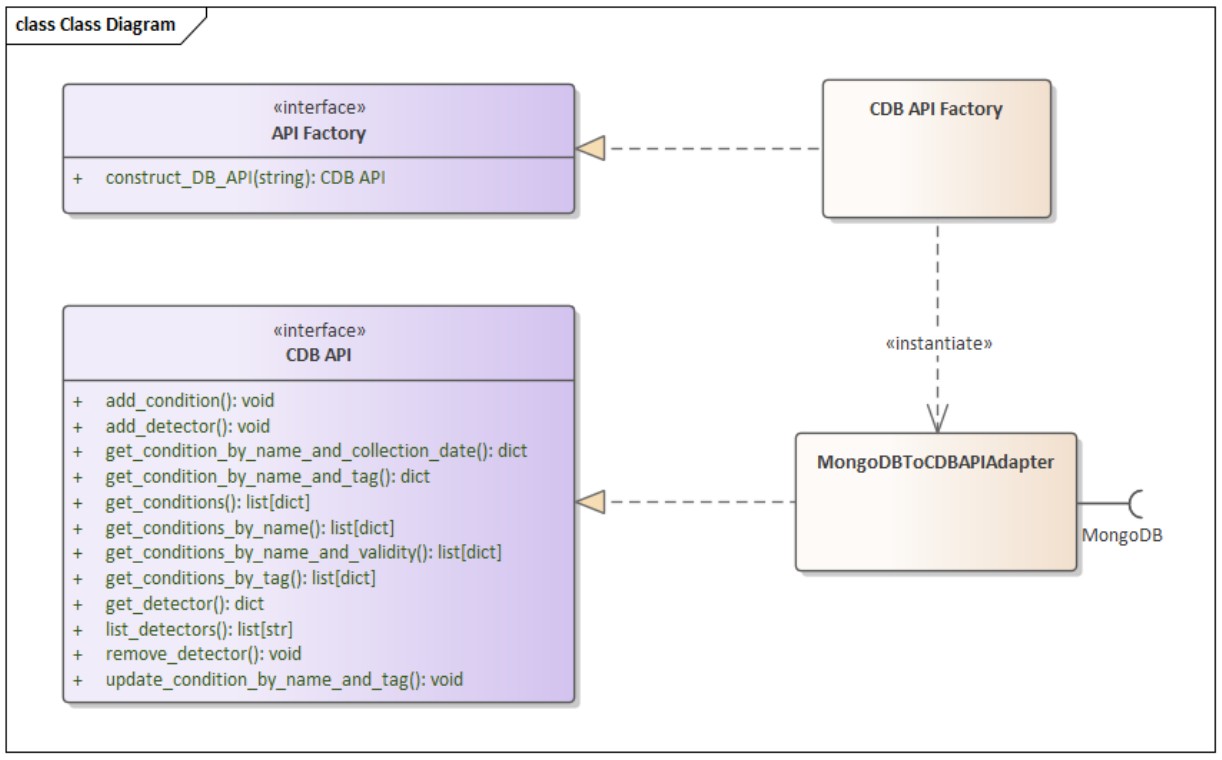 class Class Diagram
«interface»
API Factory
+ construct_DB_API(string): CDB API
CDB API Factory
«instantiate»
«interface»
CDB API
+ add_condition(): void
+ add_detector(): void
+ get_condition_by_name_and_collection_date(): dict
+ get_condition_by_name_and_tag(): dict
+ get_conditions(): list[dict]
+ get_conditions_by_name(): list[dict]
+ get_conditions_by_name_and_validity(): list[dict]
+ get_conditions_by_tag(): list[dict]
+ get_detector(): dict
+ list_detectors(): list[str]
+ remove_detector(): void
+ update_condition_by_name_and_tag(): void
MongoDBToCDBAPIAdapter
MongoDB